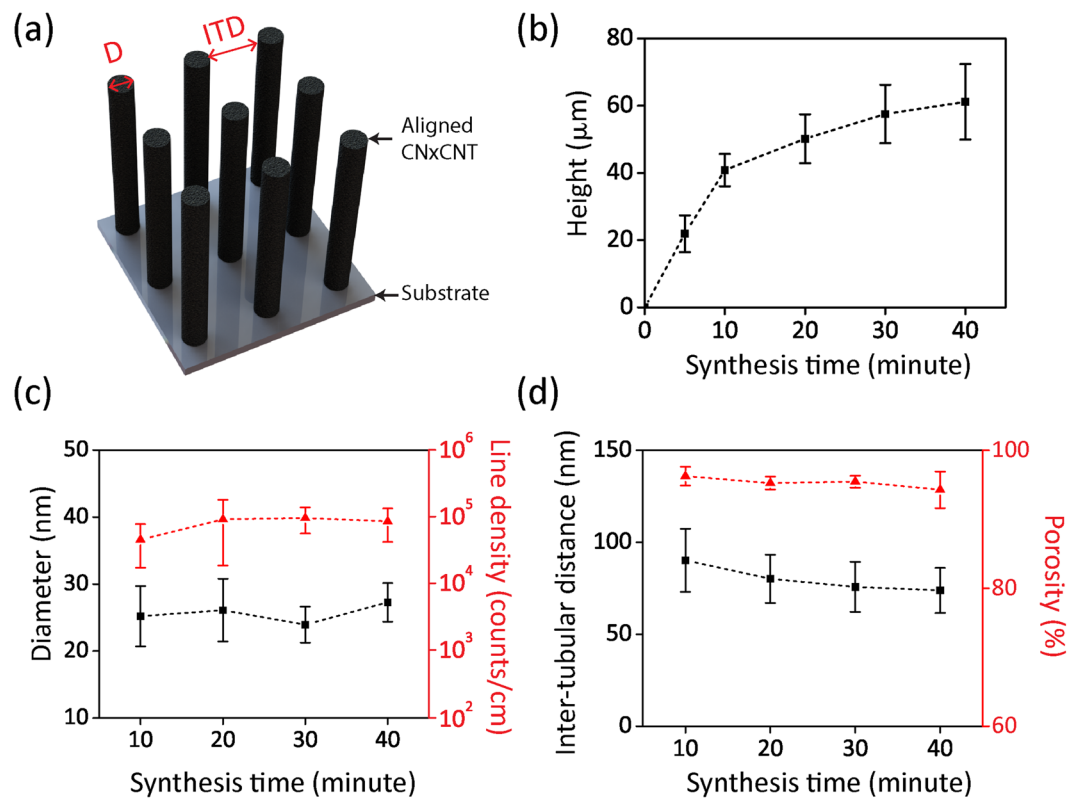 (a)
D
ITD
Aligned
CNxCNT
Substrate
(b)
Height (μm)
80
60
40
20
0
0 10 20 30 40
Synthesis time (minute)
(c)
Diameter (nm)
50
40
30
20
10
10⁶
10⁵
10⁴
10³
10²
Line density (counts/cm)
10 20 30 40
Synthesis time (minute)
(d)
Inter-tubular distance (nm)
150
100
50
0
100
80
60
Porosity (%)
10 20 30 40
Synthesis time (minute)